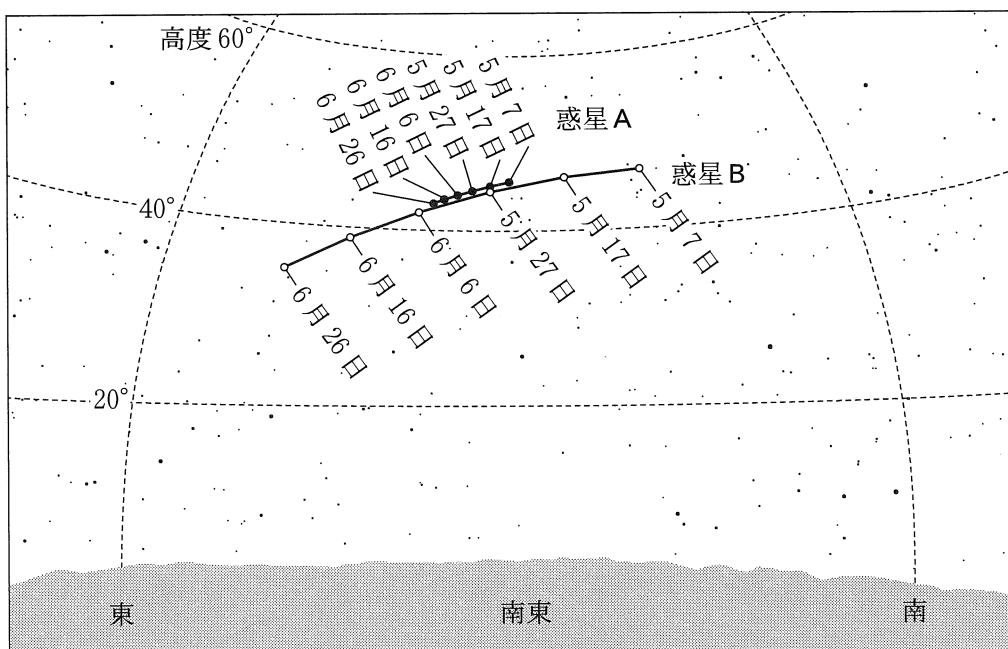 高度60°
5月7日
5月17日
5月27日
6月6日
6月16日
6月26日
惑星A
惑星B
40°
5月7日
5月17日
5月27日
6月6日
6月16日
6月26日
20°
東
南東
南